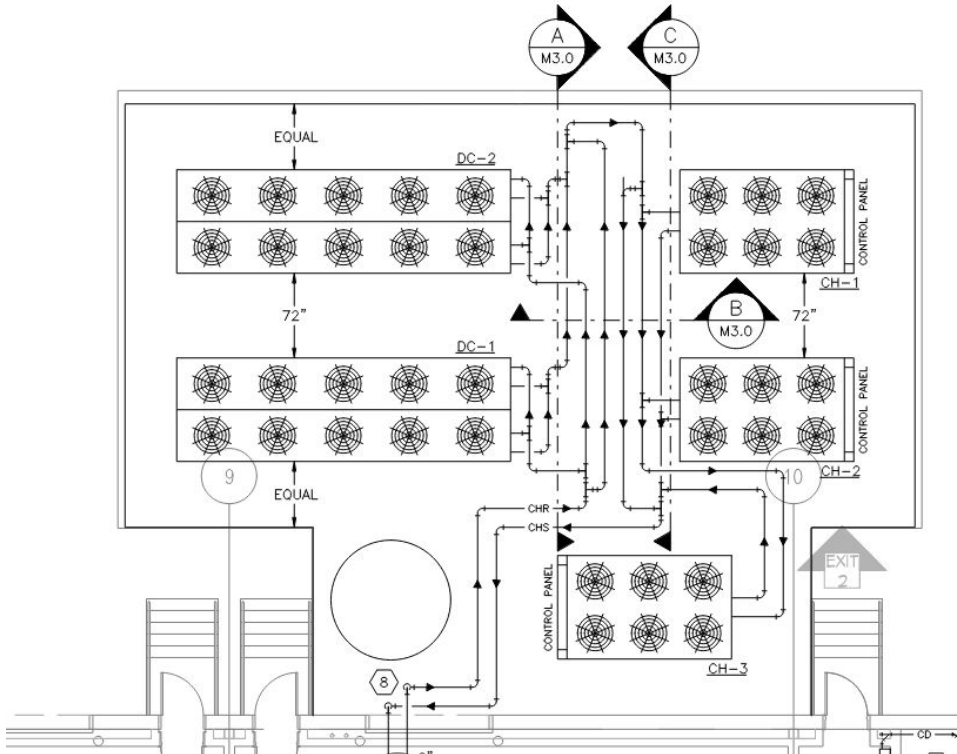 A
M3.0
C
M3.0
EQUAL
DC-2
CONTROL PANEL
CH-1
72"
B
M3.0
72"
DC-1
CONTROL PANEL
CH-2
9
10
EQUAL
CHR
CHS
EXIT
2
CONTROL PANEL
CH-3
8
CD